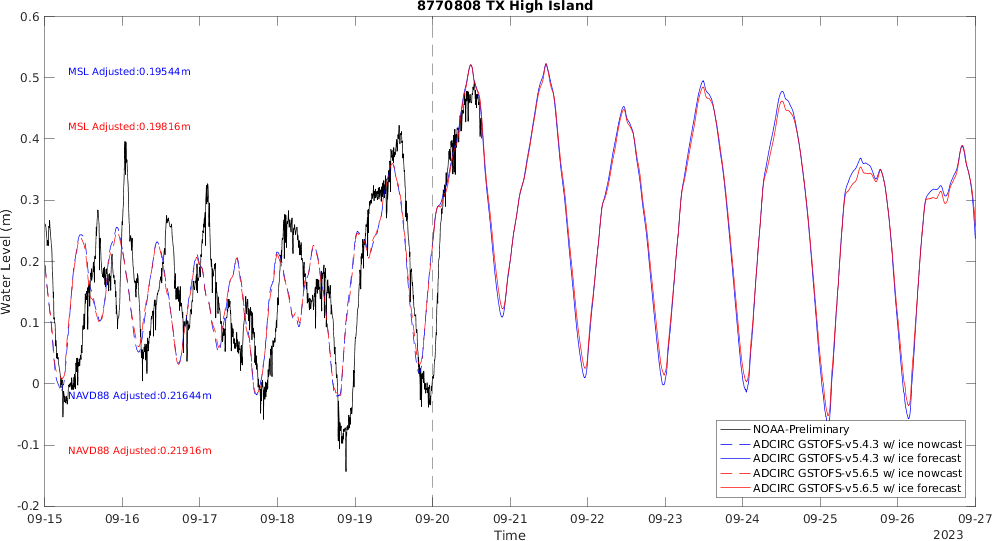 8770808 TX High Island
0.6
0.5
0.4
0.3
0.2
0.1
0
-0.1
-0.2
Water Level (m)
MSL Adjusted:0.19544m
MSL Adjusted:0.19816m
NAVD88 Adjusted:0.21644m
NAVD88 Adjusted:0.21916m
NOAA-Preliminary
ADCIRC GSTOFS-v5.4.3 w/ ice nowcast
ADCIRC GSTOFS-v5.4.3 w/ ice forecast
ADCIRC GSTOFS-v5.6.5 w/ ice nowcast
ADCIRC GSTOFS-v5.6.5 w/ ice forecast
09-15 09-16 09-17 09-18 09-19 09-20 09-21 09-22 09-23 09-24 09-25 09-26 09-27
Time
2023